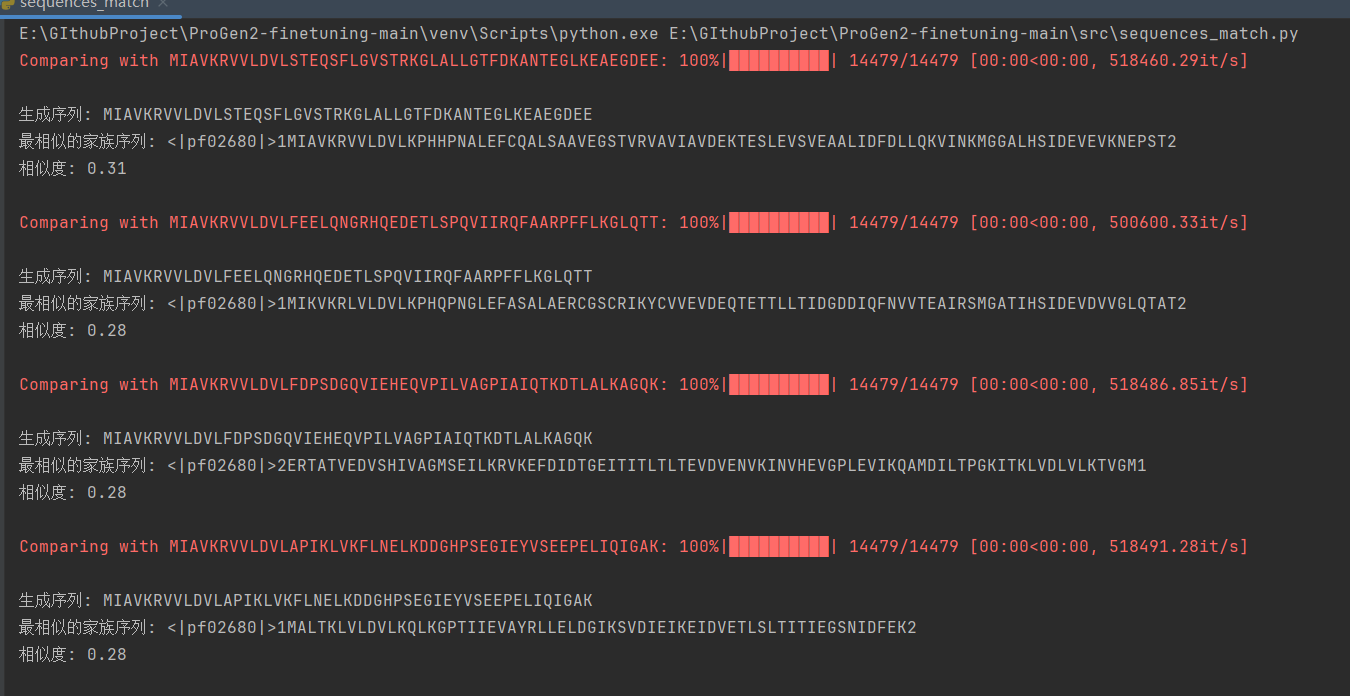 sequences_match ×
E:\GIthubProject\ProGen2-finetuning-main\venv\Scripts\python.exe E:\GIthubProject\ProGen2-finetuning-main\src\sequences_match.py
Comparing with MIAVKRVVLDVLSTEQSFLGVSTRKGLALLGTFDKANTEGLKEAEGDEE: 100%|██████████| 14479/14479 [00:00<00:00, 518460.29it/s]
生成序列: MIAVKRVVLDVLSTEQSFLGVSTRKGLALLGTFDKANTEGLKEAEGDEE
最相似的家族序列: <|pf02680|>1MIAVKRVVLDVLKPHHPNALEFCQALSAAVEGSTVRVAVIAVDEKTESLEVSVEAALIDFDLLQKVINKMGGALHSIDEVEVKNEPST2
相似度: 0.31
Comparing with MIAVKRVVLDVLFEELQNGRHQEDETLSPQVIIRQFAARPFFLKGLQTT: 100%|██████████| 14479/14479 [00:00<00:00, 500600.33it/s]
生成序列: MIAVKRVVLDVLFEELQNGRHQEDETLSPQVIIRQFAARPFFLKGLQTT
最相似的家族序列: <|pf02680|>1MIKVKRLVLDVLKPHQPNGLEFASALAERCGSCRIKYCVVEVDEQTETTLLTIDGDDIQFNVVTEAIRSMGATIHSIDEVDVVGLQTAT2
相似度: 0.28
Comparing with MIAVKRVVLDVLFDPSDGQVIEHEQVPILVAGPIAIQTKDTLALKAGQK: 100%|██████████| 14479/14479 [00:00<00:00, 518486.85it/s]
生成序列: MIAVKRVVLDVLFDPSDGQVIEHEQVPILVAGPIAIQTKDTLALKAGQK
最相似的家族序列: <|pf02680|>2ERTATVEDVSHIVAGMSEILKRVKEFDIDTGEITITLTLTEVDVENVKINVHEVGPLEVIKQAMDILTPGKITKLVDLVLKTVGM1
相似度: 0.28
Comparing with MIAVKRVVLDVLAPIKLVKFLNELKDDGHPSEGIEYVSEEPELIQIGAK: 100%|██████████| 14479/14479 [00:00<00:00, 518491.28it/s]
生成序列: MIAVKRVVLDVLAPIKLVKFLNELKDDGHPSEGIEYVSEEPELIQIGAK
最相似的家族序列: <|pf02680|>1MALTKLVLDVLKQLKGPTIIEVAYRLLELDGIKSVDIEIKEIDVETLSLTITIEGSNIDFEK2
相似度: 0.28